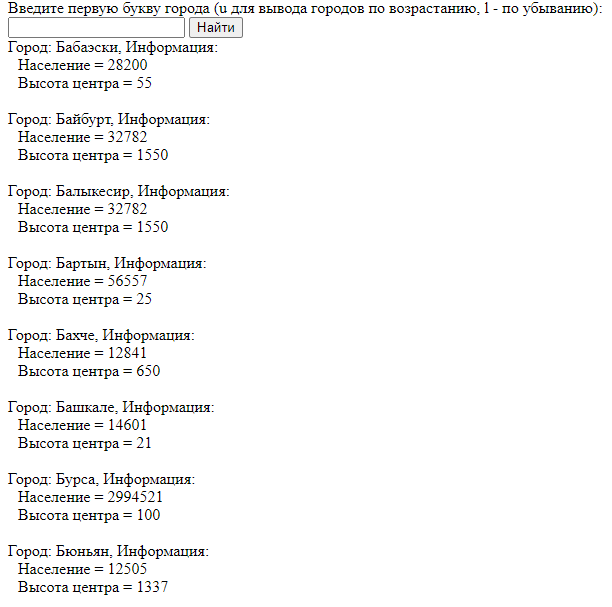 Введите первую букву города (u для вывода городов по возрастанию, l - по убыванию):
Найти
Город: Бабаэски, Информация:
Население = 28200
Высота центра = 55
Город: Байбурт, Информация:
Население = 32782
Высота центра = 1550
Город: Балыкесир, Информация:
Население = 32782
Высота центра = 1550
Город: Бартын, Информация:
Население = 56557
Высота центра = 25
Город: Бахче, Информация:
Население = 12841
Высота центра = 650
Город: Башкале, Информация:
Население = 14601
Высота центра = 21
Город: Бурса, Информация:
Население = 2994521
Высота центра = 100
Город: Бюньян, Информация:
Население = 12505
Высота центра = 1337